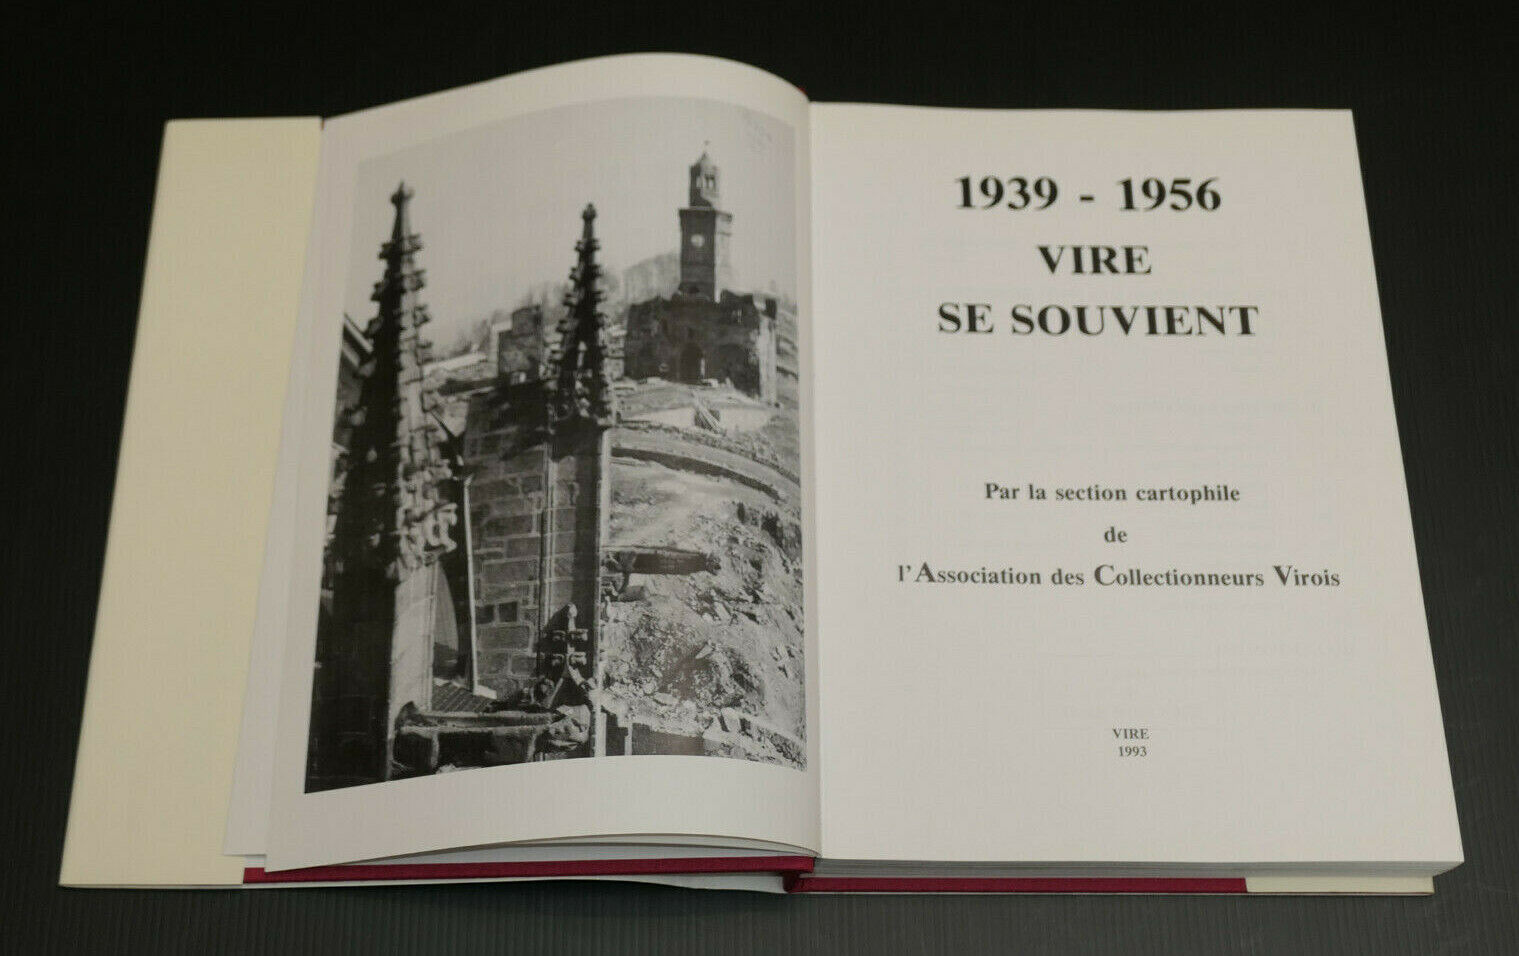 1939 - 1956
VIRE
SE SOUVIENT
Par la section cartophile
de
l'Association des Collectionneurs Virois
VIRE
1993